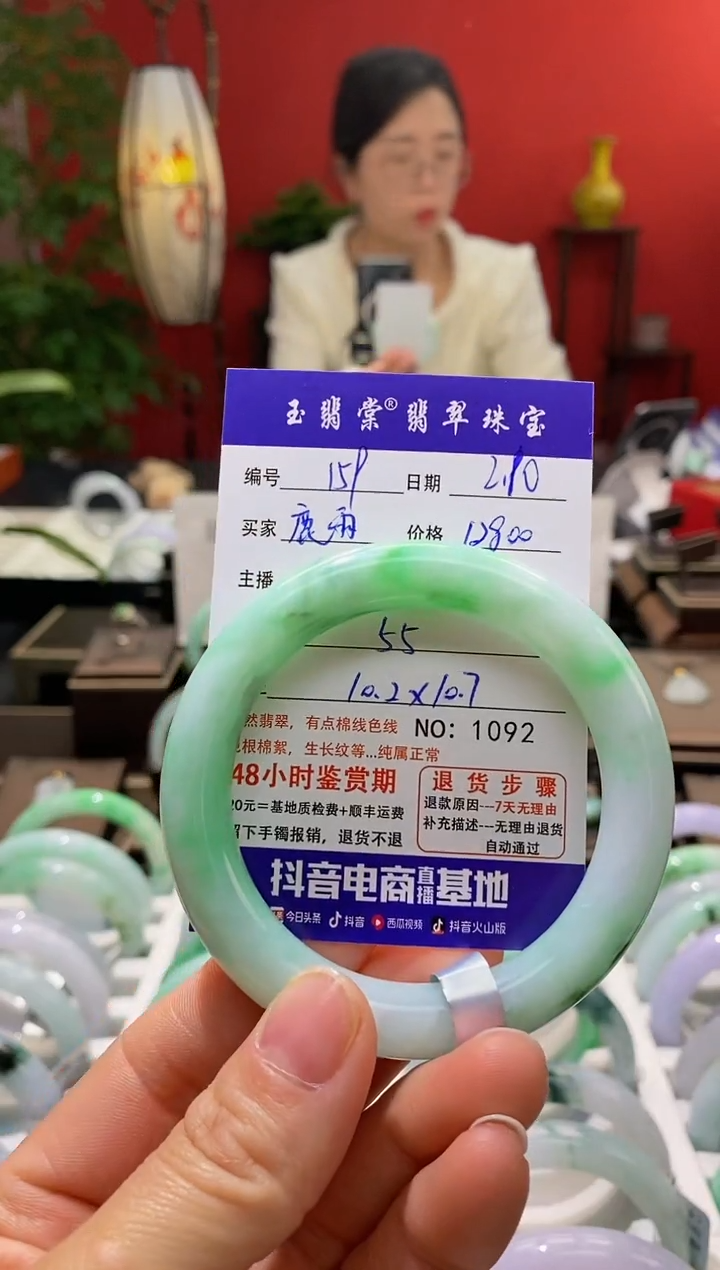 玉翡棠®翡翠珠宝
编号 159 日期 2.10
买家 鹿雨 价格 12800
主播
55
10.2×10.7
然翡翠，有点棉线色线 NO: 1092
根棉絮，生长纹等...纯属正常
48小时鉴赏期 退货步骤
20元=基地质检费+顺丰运费 退款原因---7天无理由
留下手镯报销，退货不退 补充描述---无理由退货
自动通过
抖音电商直播基地
今日头条 抖音 西瓜视频 抖音火山版